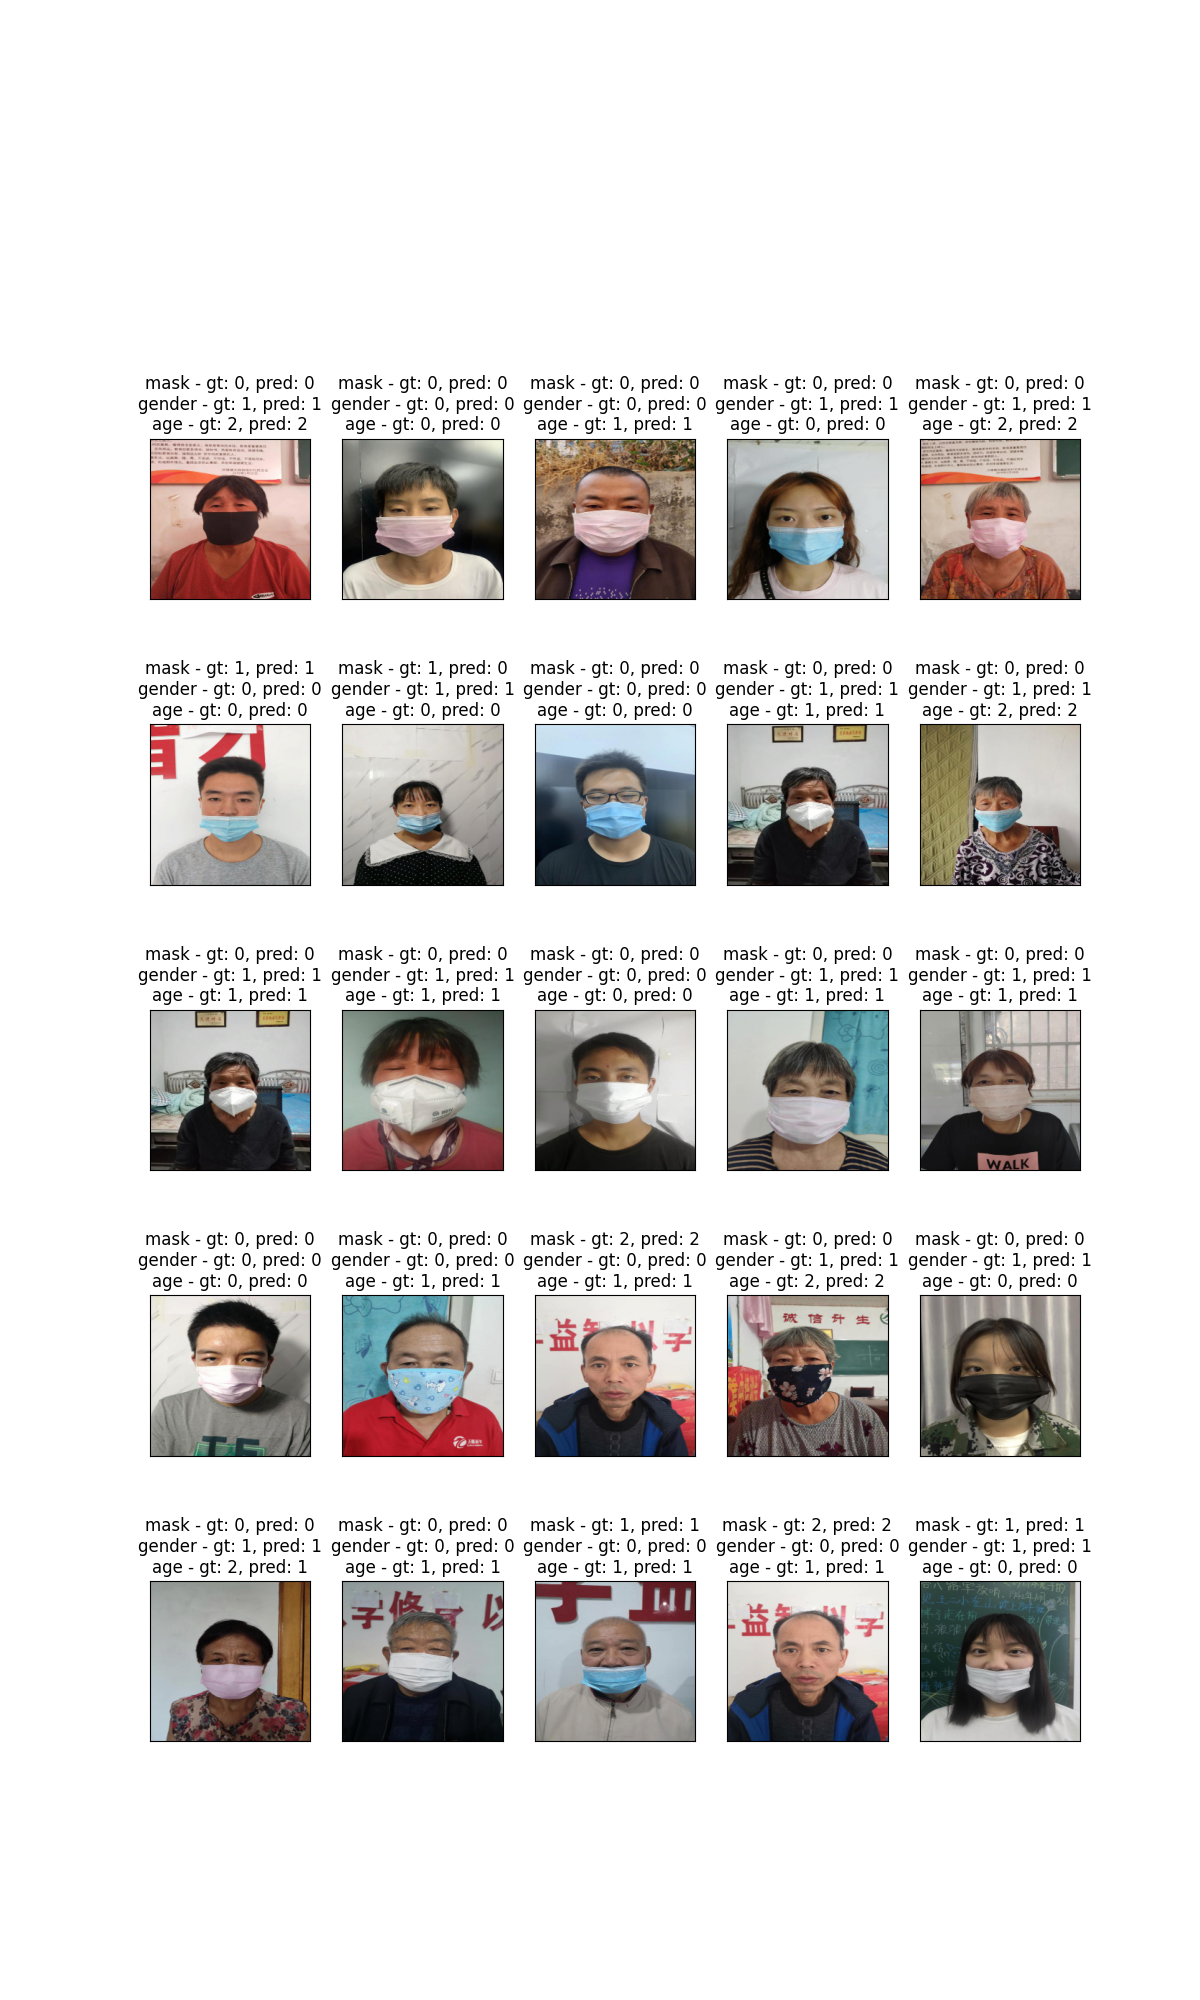 mask - gt: 0, pred: 0
gender - gt: 1, pred: 1
age - gt: 2, pred: 2
mask - gt: 0, pred: 0
gender - gt: 0, pred: 0
age - gt: 0, pred: 0
mask - gt: 0, pred: 0
gender - gt: 0, pred: 0
age - gt: 1, pred: 1
mask - gt: 0, pred: 0
gender - gt: 1, pred: 1
age - gt: 0, pred: 0
mask - gt: 0, pred: 0
gender - gt: 1, pred: 1
age - gt: 2, pred: 2
mask - gt: 1, pred: 1
gender - gt: 0, pred: 0
age - gt: 0, pred: 0
mask - gt: 1, pred: 0
gender - gt: 1, pred: 1
age - gt: 0, pred: 0
mask - gt: 0, pred: 0
gender - gt: 0, pred: 0
age - gt: 0, pred: 0
mask - gt: 0, pred: 0
gender - gt: 1, pred: 1
age - gt: 1, pred: 1
mask - gt: 0, pred: 0
gender - gt: 1, pred: 1
age - gt: 2, pred: 2
mask - gt: 0, pred: 0
gender - gt: 1, pred: 1
age - gt: 1, pred: 1
mask - gt: 0, pred: 0
gender - gt: 1, pred: 1
age - gt: 1, pred: 1
mask - gt: 0, pred: 0
gender - gt: 0, pred: 0
age - gt: 0, pred: 0
mask - gt: 0, pred: 0
gender - gt: 1, pred: 1
age - gt: 1, pred: 1
mask - gt: 0, pred: 0
gender - gt: 1, pred: 1
age - gt: 1, pred: 1
WALK
mask - gt: 0, pred: 0
gender - gt: 0, pred: 0
age - gt: 0, pred: 0
mask - gt: 0, pred: 0
gender - gt: 0, pred: 0
age - gt: 1, pred: 1
mask - gt: 2, pred: 2
gender - gt: 0, pred: 0
age - gt: 1, pred: 1
益智 以学
mask - gt: 0, pred: 0
gender - gt: 1, pred: 1
age - gt: 2, pred: 2
诚信升生
mask - gt: 0, pred: 0
gender - gt: 1, pred: 1
age - gt: 0, pred: 0
mask - gt: 0, pred: 0
gender - gt: 1, pred: 1
age - gt: 2, pred: 1
mask - gt: 0, pred: 0
gender - gt: 0, pred: 0
age - gt: 1, pred: 1
学修 以
mask - gt: 1, pred: 1
gender - gt: 0, pred: 0
age - gt: 1, pred: 1
学益
mask - gt: 2, pred: 2
gender - gt: 0, pred: 0
age - gt: 1, pred: 1
益智 以学
mask - gt: 1, pred: 1
gender - gt: 1, pred: 1
age - gt: 0, pred: 0